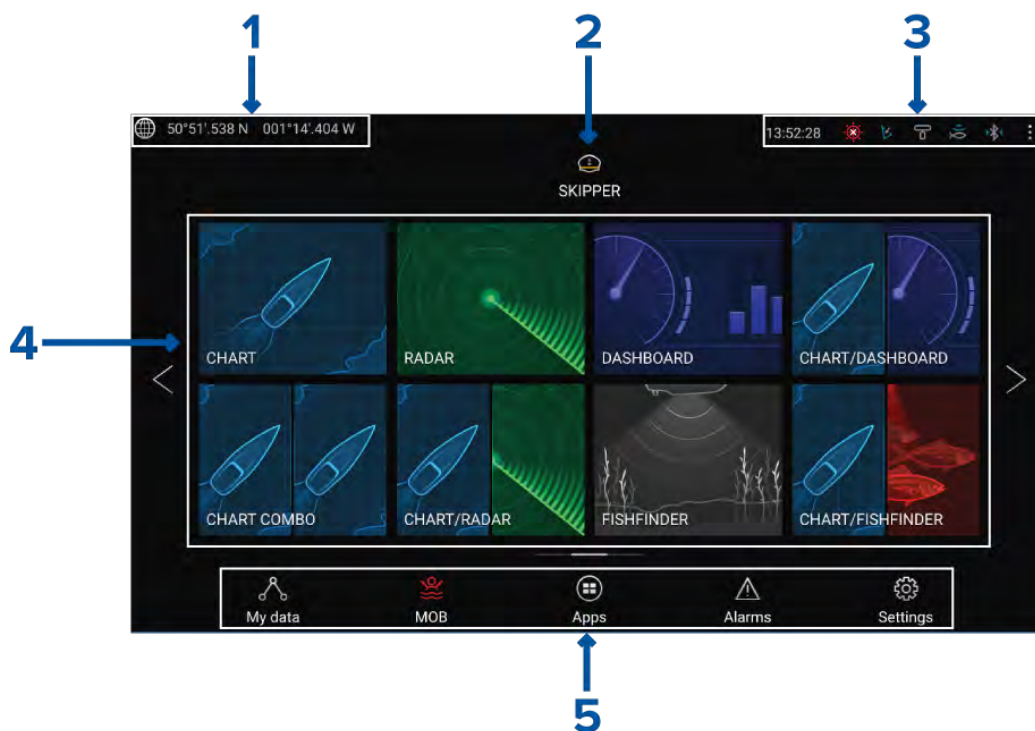 1
2
3
50°51'.538 N 001°14'.404 W
13:52:28
SKIPPER
4
CHART
RADAR
DASHBOARD
CHART/DASHBOARD
CHART COMBO
CHART/RADAR
FISHFINDER
CHART/FISHFINDER
My data
MOB
Apps
Alarms
Settings
5